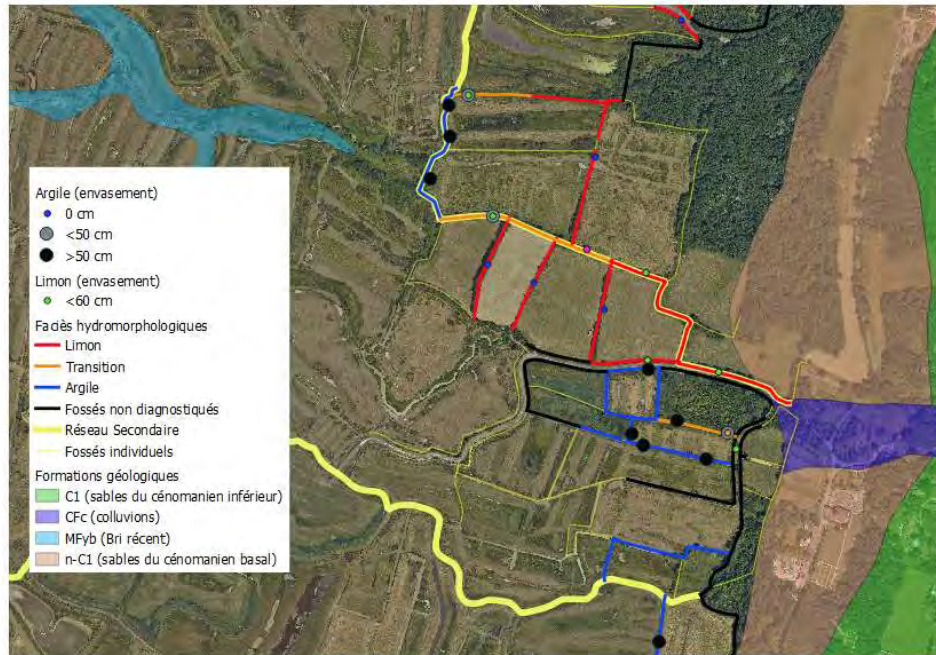 Argile (envasement)
0 cm
<50 cm
>50 cm
Limon (envasement)
<60 cm
Faciès hydromorphologiques
Limon
Transition
Argile
Fossés non diagnostiqués
Réseau Secondaire
Fossés individuels
Formations géologiques
C1 (sables du cénomanien inférieur)
CFc (colluvions)
MFyb (Bri récent)
n-C1 (sables du cénomanien basal)